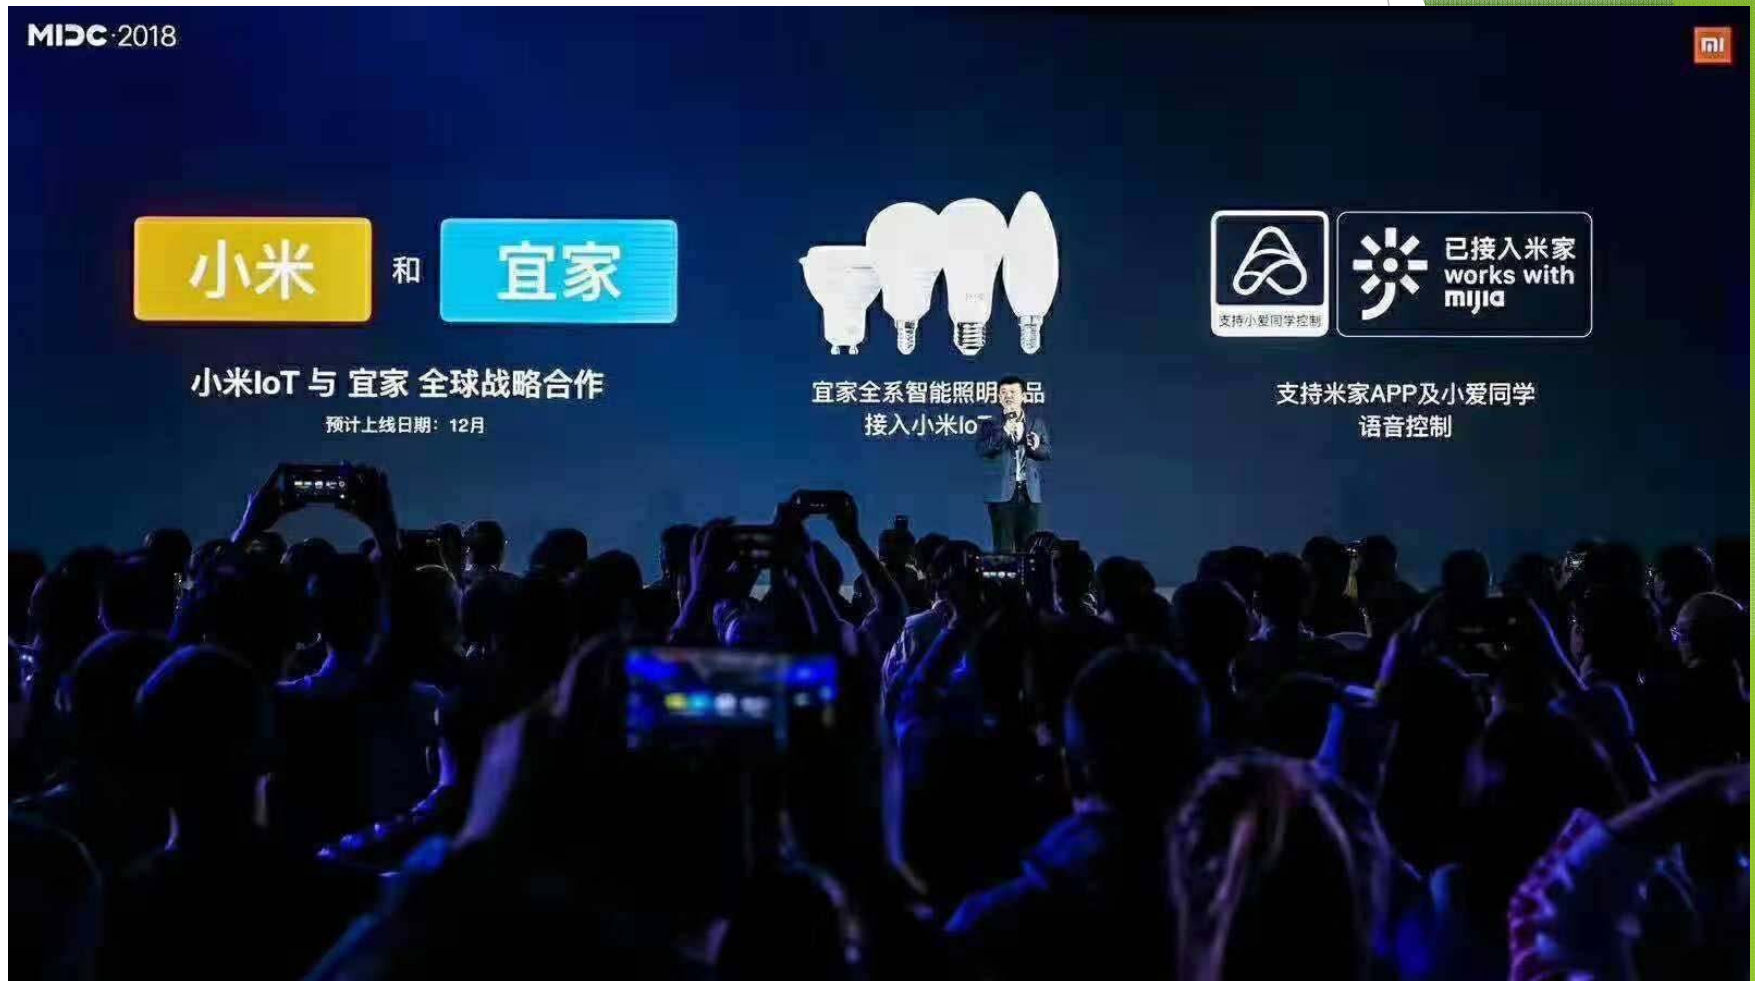 MIDC·2018
mi
小米 和 宜家
小米IoT 与 宜家 全球战略合作
预计上线日期：12月
宜家全系智能照明 品
接入小米Io
支持小爱同学控制
已接入米家
works with
mijia
支持米家APP及小爱同学
语音控制